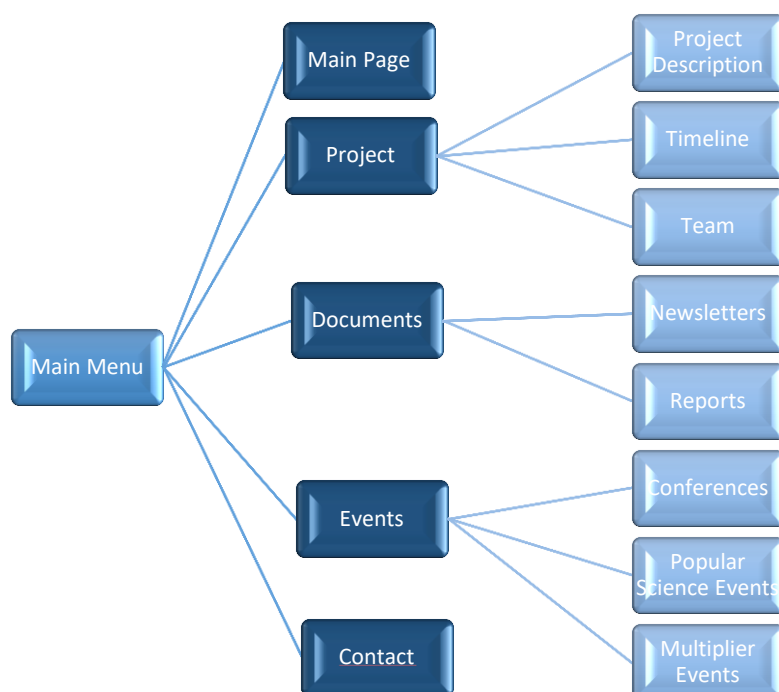 Main Menu
Main Page
Project
Project
Description
Timeline
Team
Documents
Newsletters
Reports
Events
Conferences
Popular
Science Events
Multiplier
Events
Contact